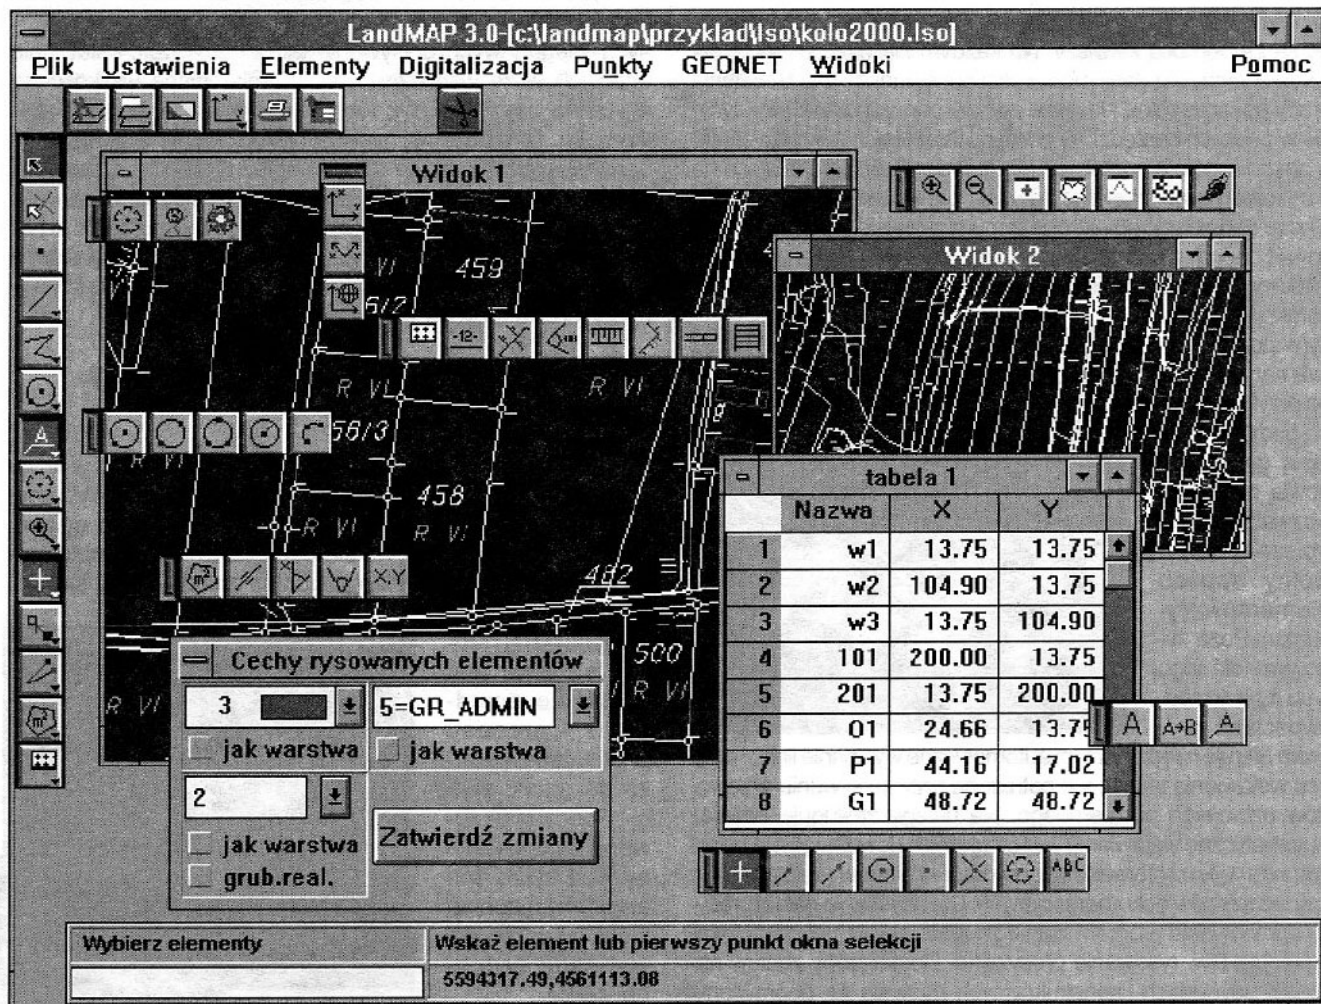 LandMAP 3.0-[c:\landmap\przyklad\lso\kolo2000.lso]
Plik Ustawienia Elementy Digitalizacja Punkty GEONET Widoki Pomoc
Widok 1
Widok 2
VI 459
6/2
-12-
R VI R VI
56/3
R VI
458
R VI R VI
482
m² X,Y
500
R VI R VI
tabela 1
Nazwa X Y
1 w1 13.75 13.75
2 w2 104.90 13.75
3 w3 13.75 104.90
4 101 200.00 13.75
5 201 13.75 200.00
6 O1 24.66 13.75
7 P1 44.16 17.02
8 G1 48.72 48.72
A A→B A
ABC
Cechy rysowanych elementów
3 5=GR_ADMIN
jak warstwa jak warstwa
2
jak warstwa
grub.real.
Zatwierdź zmiany
Wybierz elementy Wskaż element lub pierwszy punkt okna selekcji
5594317.49,4561113.08